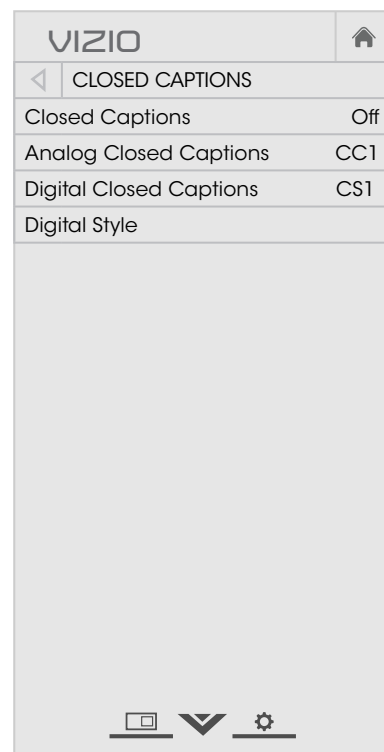 VIZIO
CLOSED CAPTIONS
Closed Captions Off
Analog Closed Captions CC1
Digital Closed Captions CS1
Digital Style